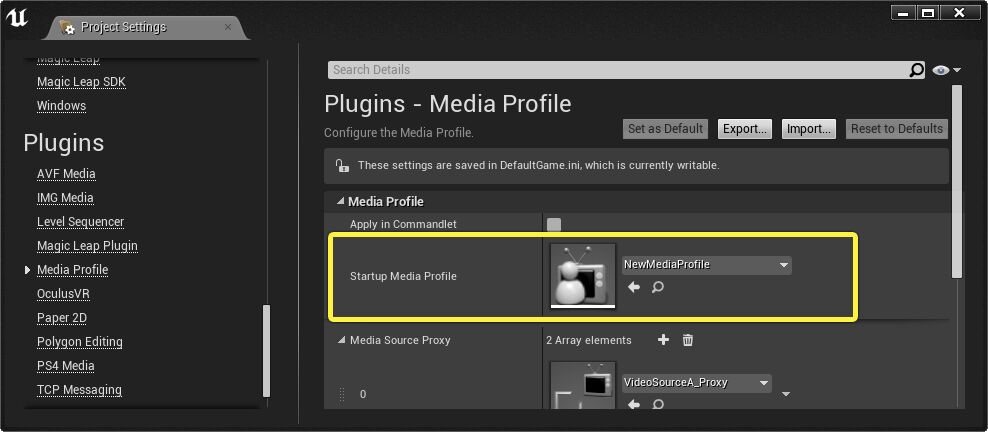 Project Settings
Magic Leap
Magic Leap SDK
Windows
Plugins
AVF Media
IMG Media
Level Sequencer
Magic Leap Plugin
Media Profile
OculusVR
Paper 2D
Polygon Editing
PS4 Media
TCP Messaging
Search Details
Plugins - Media Profile
Configure the Media Profile.
Set as Default
Export...
Import...
Reset to Defaults
These settings are saved in DefaultGame.ini, which is currently writable.
Media Profile
Apply in Commandlet
Startup Media Profile
NewMediaProfile
Media Source Proxy
2 Array elements
0
VideoSourceA_Proxy